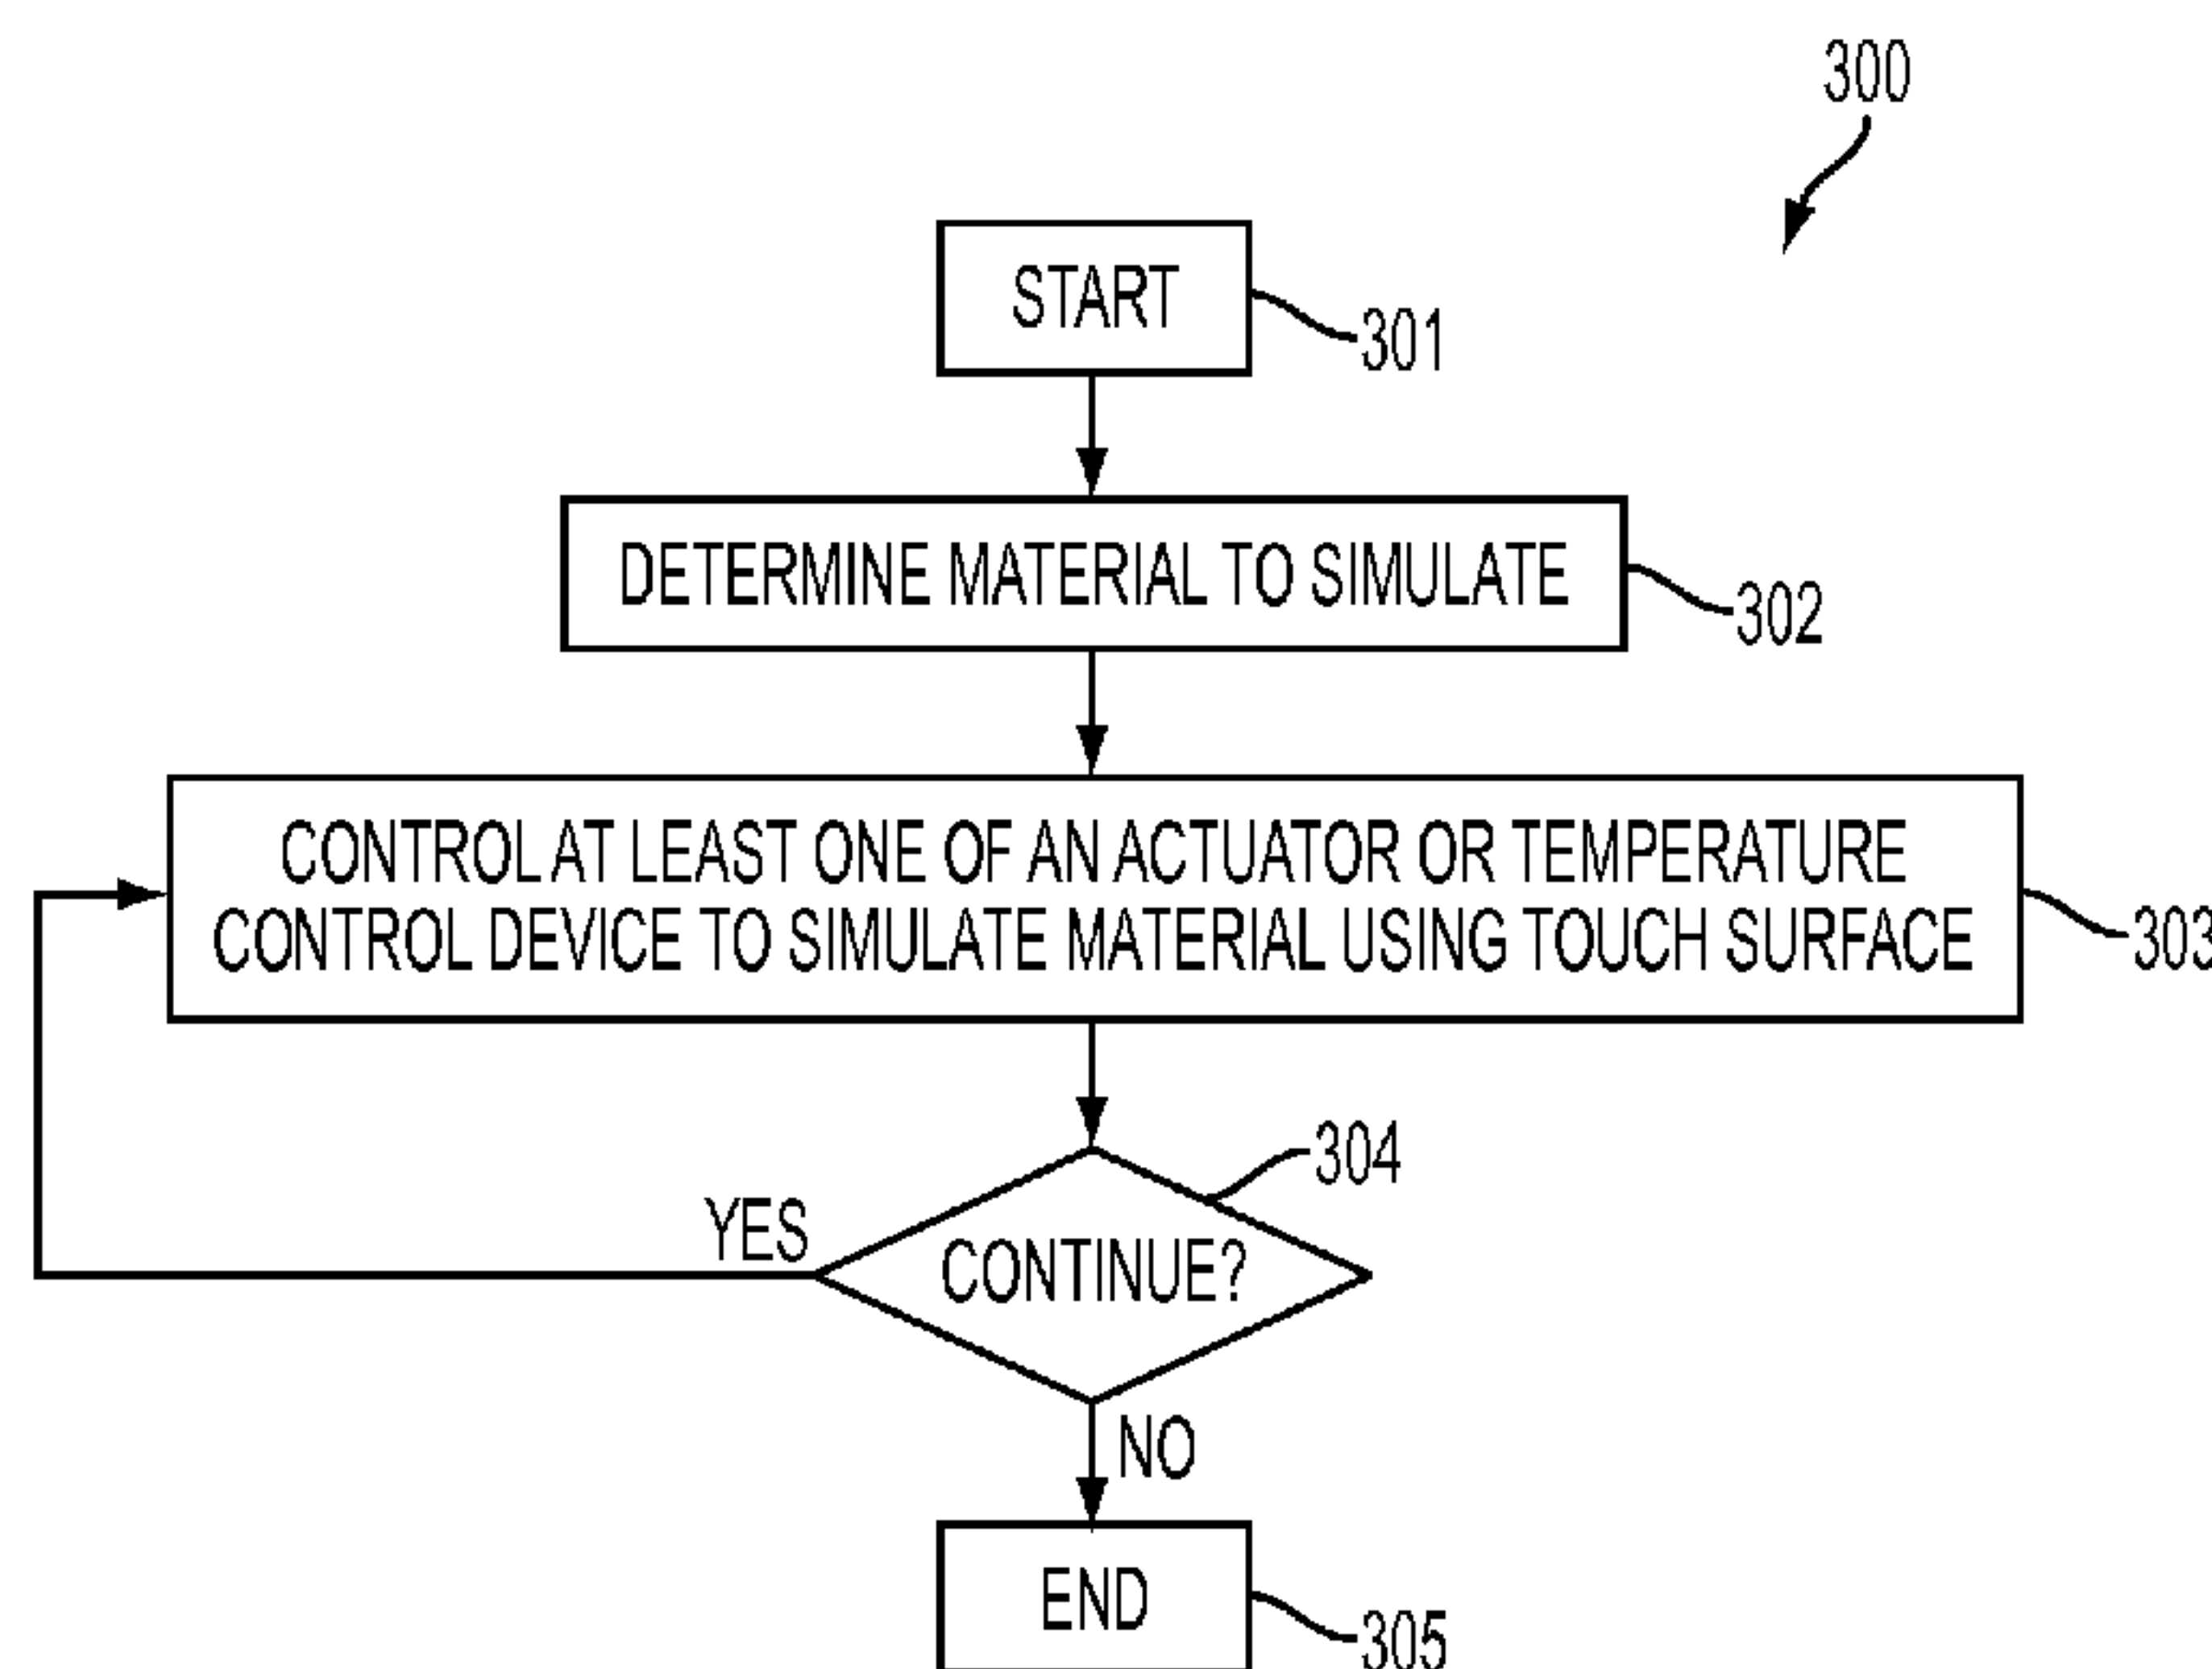 300
START
301
DETERMINE MATERIAL TO SIMULATE
302
CONTROL AT LEAST ONE OF AN ACTUATOR OR TEMPERATURE
CONTROL DEVICE TO SIMULATE MATERIAL USING TOUCH SURFACE
303
304
YES
CONTINUE?
NO
END
305